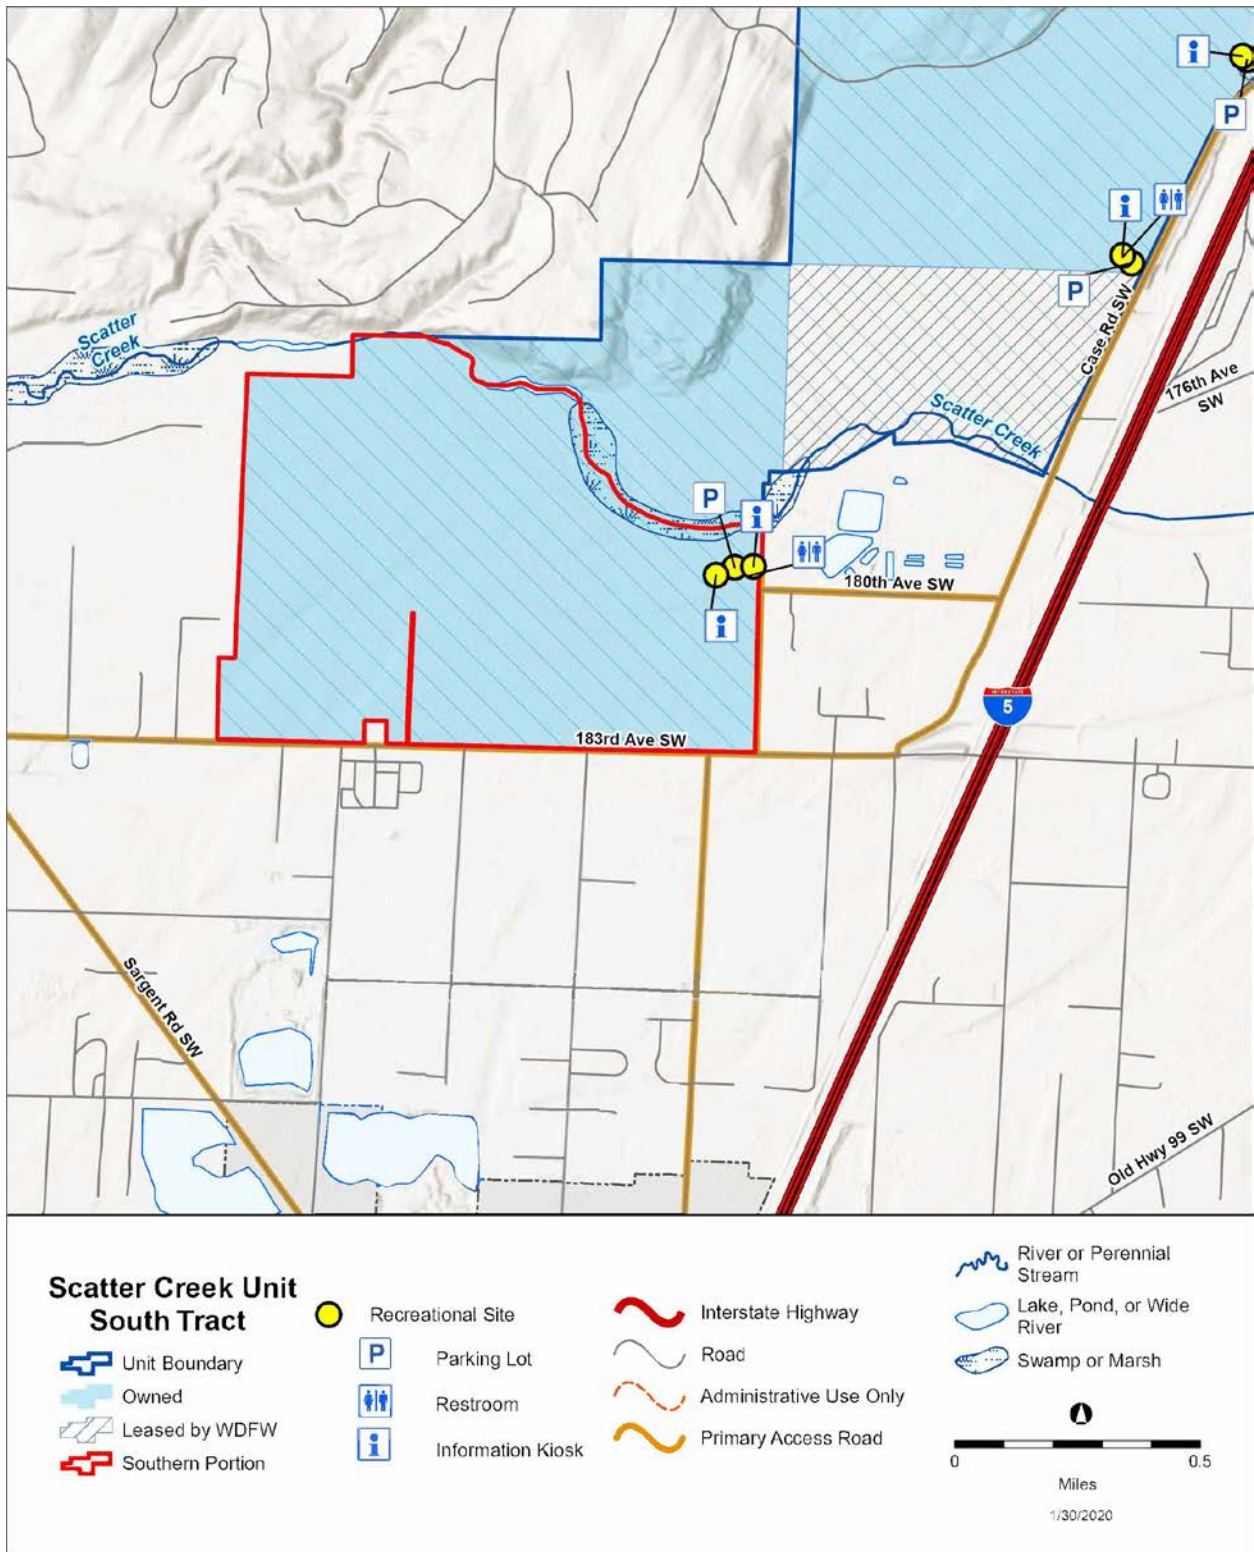 i
P
i
Case Rd SW
P
176th Ave
SW
Scatter
Creek
Scatter Creek
P
i
180th Ave SW
i
INTERSTATE
5
183rd Ave SW
Sargent Rd SW
Old Hwy 99 SW
Scatter Creek Unit
South Tract
Unit Boundary
Owned
Leased by WDFW
Southern Portion
Recreational Site
P Parking Lot
Restroom
i Information Kiosk
Interstate Highway
Road
Administrative Use Only
Primary Access Road
River or Perennial
Stream
Lake, Pond, or Wide
River
Swamp or Marsh
0 0.5
Miles
1/30/2020